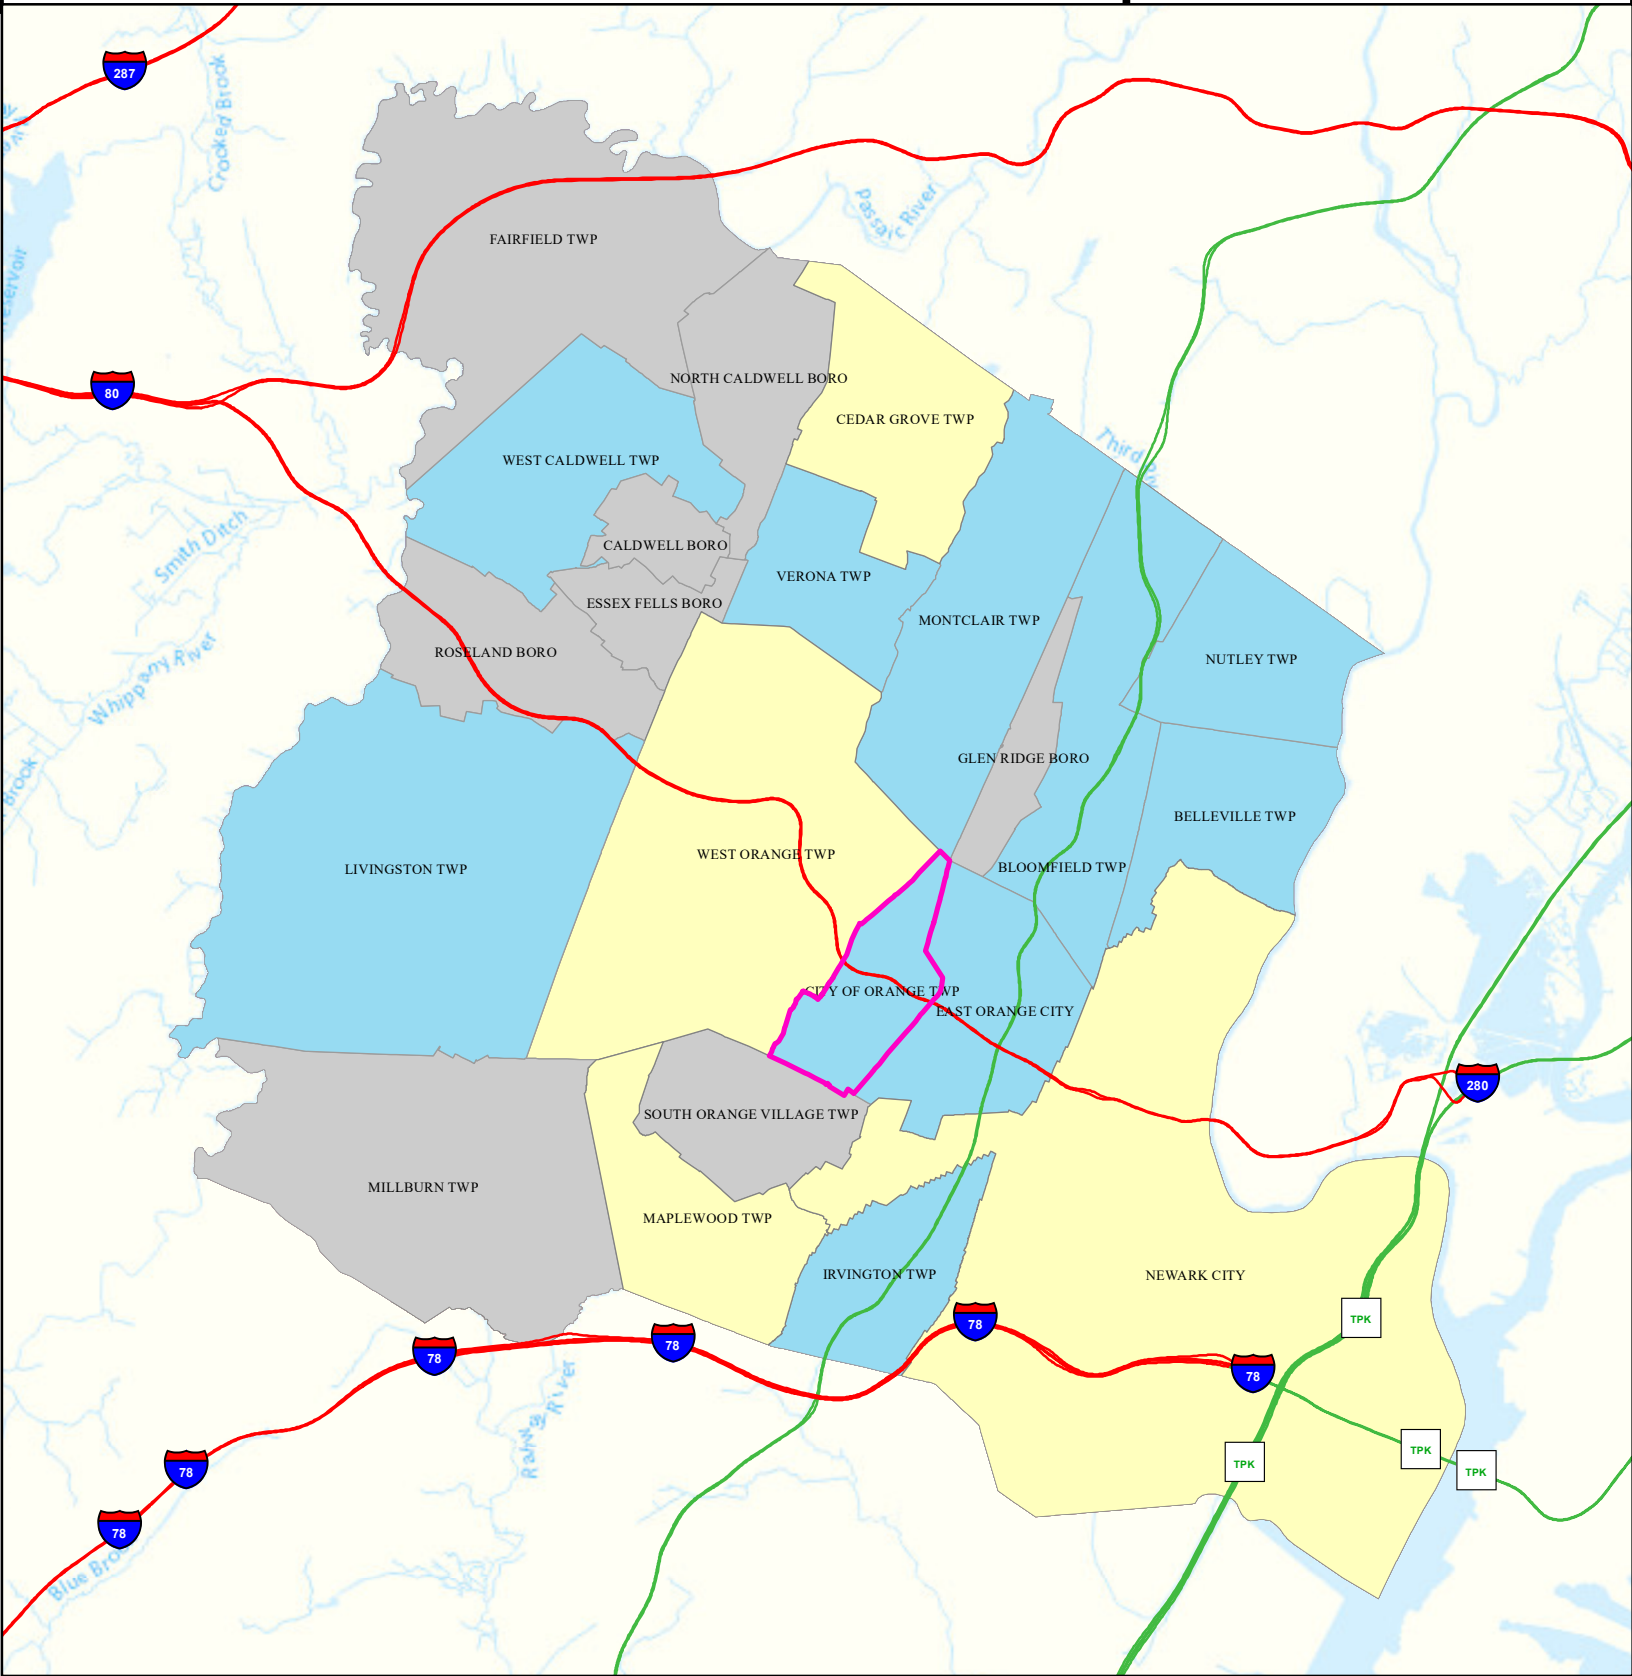 287
Crooked Brook
Passaic River
FAIRFIELD TWP
Reservoir
80
NORTH CALDWELL BORO
CEDAR GROVE TWP
Third
WEST CALDWELL TWP
Smith Ditch
CALDWELL BORO
VERONA TWP
ESSEX FELLS BORO
MONTCLAIR TWP
ROSELAND BORO
NUTLEY TWP
Whippany River
GLEN RIDGE BORO
Brook
BELLEVILLE TWP
WEST ORANGE TWP
LIVINGSTON TWP
BLOOMFIELD TWP
CITY OF ORANGE TWP
EAST ORANGE CITY
280
SOUTH ORANGE VILLAGE TWP
MILLBURN TWP
MAPLEWOOD TWP
IRVINGTON TWP
NEWARK CITY
TPK
78
78
78
78
Rahway River
TPK
TPK
TPK
78
78
Blue